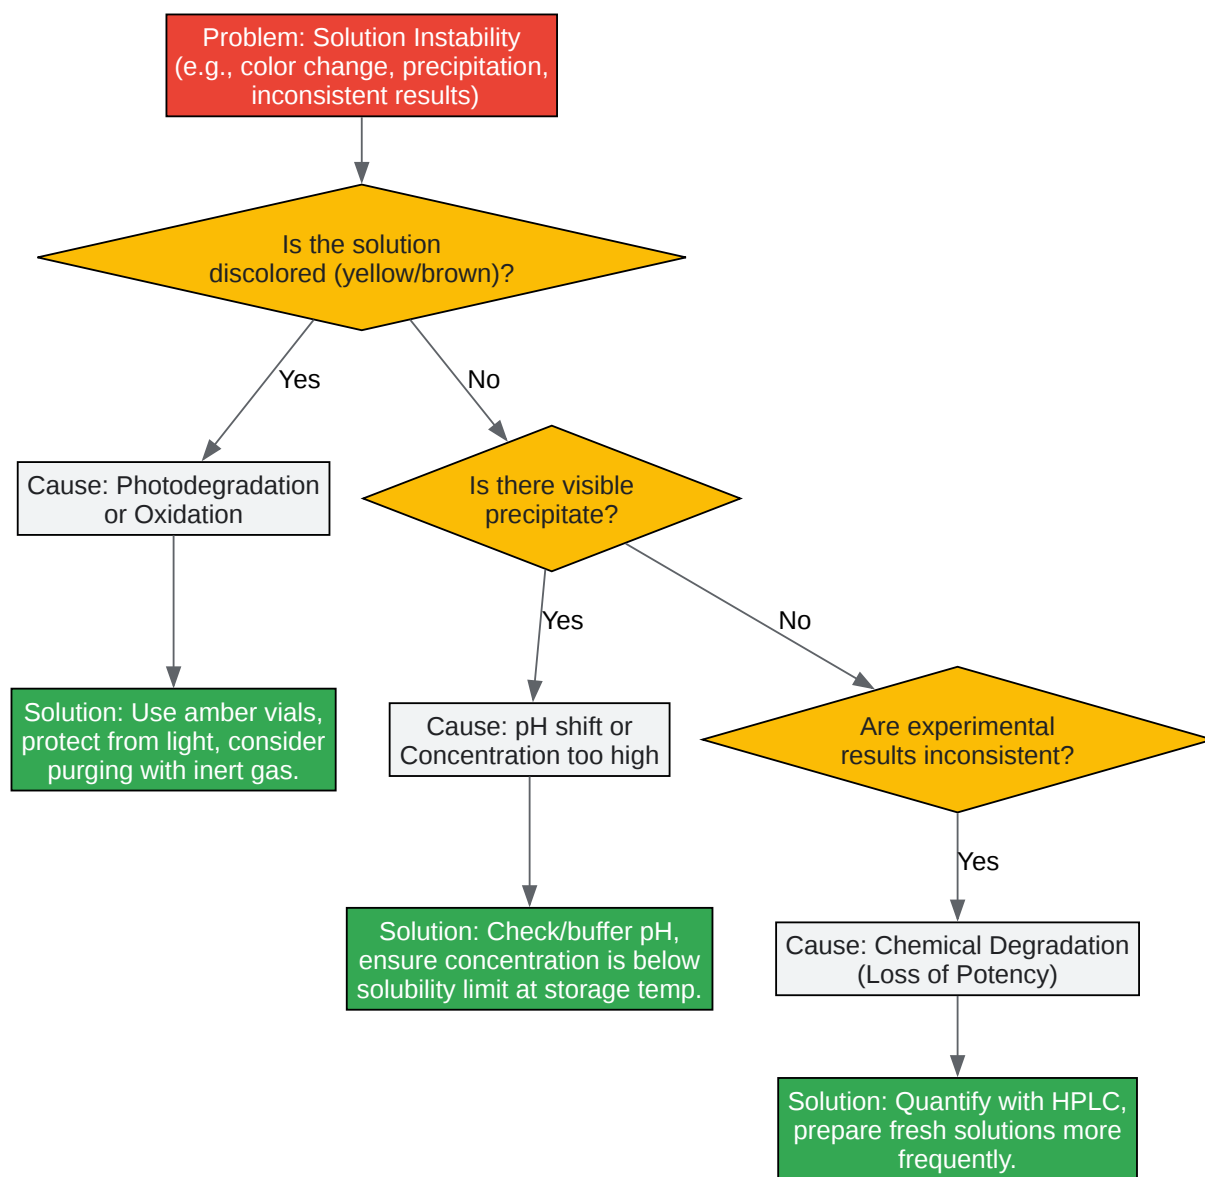 Problem: Solution Instability
(e.g., color change, precipitation,
inconsistent results)
Is the solution
discolored (yellow/brown)?
Yes
No
Cause: Photodegradation
or Oxidation
Is there visible
precipitate?
Yes
No
Solution: Use amber vials,
protect from light, consider
purging with inert gas.
Cause: pH shift or
Concentration too high
Are experimental
results inconsistent?
Yes
Solution: Check/buffer pH,
ensure concentration is below
solubility limit at storage temp.
Cause: Chemical Degradation
(Loss of Potency)
Solution: Quantify with HPLC,
prepare fresh solutions more
frequently.